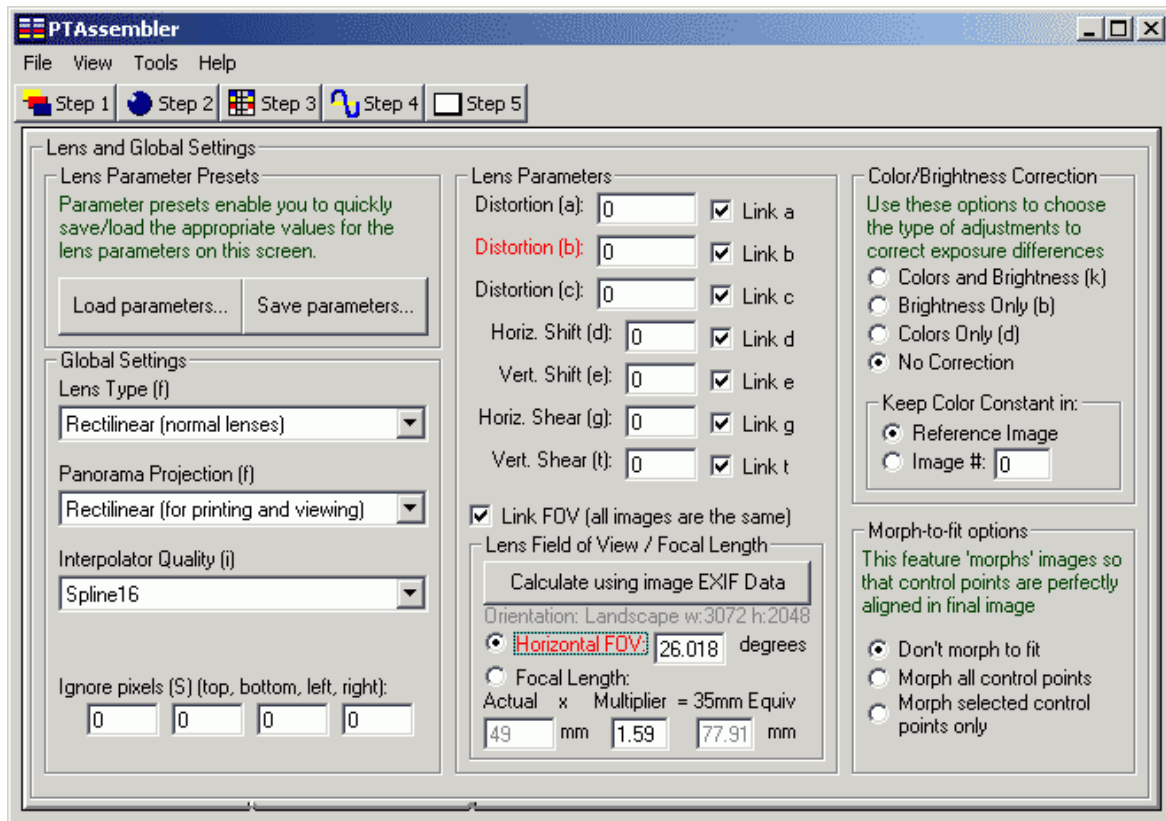 PTAssembler
File View Tools Help
Step 1 Step 2 Step 3 Step 4 Step 5
Lens and Global Settings
Lens Parameter Presets
Parameter presets enable you to quickly
save/load the appropriate values for the
lens parameters on this screen.
Load parameters... Save parameters...
Global Settings
Lens Type (f)
Rectilinear (normal lenses)
Panorama Projection (f)
Rectilinear (for printing and viewing)
Interpolator Quality (i)
Spline16
Ignore pixels (S) (top, bottom, left, right):
0 0 0 0
Lens Parameters
Distortion (a): 0 Link a
Distortion (b): 0 Link b
Distortion (c): 0 Link c
Horiz. Shift (d): 0 Link d
Vert. Shift (e): 0 Link e
Horiz. Shear (g): 0 Link g
Vert. Shear (t): 0 Link t
Link FOV (all images are the same)
Lens Field of View / Focal Length
Calculate using image EXIF Data
Orientation: Landscape w:3072 h:2048
Horizontal FOV: 26.018 degrees
Focal Length:
Actual x Multiplier = 35mm Equiv
49 mm 1.59 77.91 mm
Color/Brightness Correction
Use these options to choose
the type of adjustments to
correct exposure differences
Colors and Brightness (k)
Brightness Only (b)
Colors Only (d)
No Correction
Keep Color Constant in:
Reference Image
Image #: 0
Morph-to-fit options
This feature 'morphs' images so
that control points are perfectly
aligned in final image
Don't morph to fit
Morph all control points
Morph selected control
points only